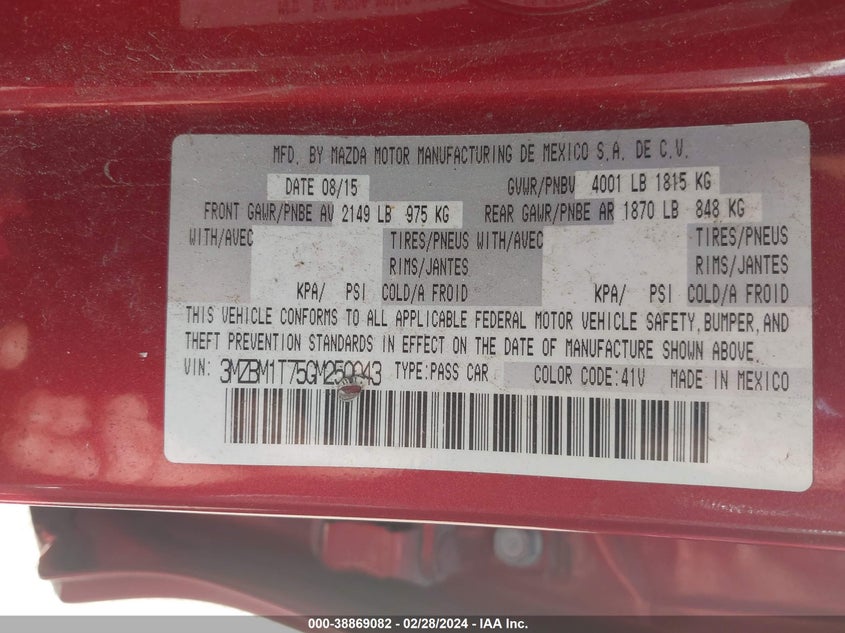 MFD. BY MAZDA MOTOR MANUFACTURING DE MEXICO S.A. DE C.V.
DATE 08/15 GVWR/PNBV 4001 LB 1815 KG
FRONT GAWR/PNBE AV 2149 LB 975 KG REAR GAWR/PNBE AR 1870 LB 848 KG
WITH/AVEC TIRES/PNEUS WITH/AVEC TIRES/PNEUS
RIMS/JANTES RIMS/JANTES
KPA/ PSI COLD/A FROID KPA/ PSI COLD/A FROID
THIS VEHICLE CONFORMS TO ALL APPLICABLE FEDERAL MOTOR VEHICLE SAFETY, BUMPER, AND
THEFT PREVENTION STANDARDS IN EFFECT ON THE DATE OF MANUFACTURE SHOWN ABOVE.
VIN: 3MZBM1T75GM250043 TYPE:PASS CAR COLOR CODE:41V MADE IN MEXICO
000-38869082 - 02/28/2024 - IAA Inc.